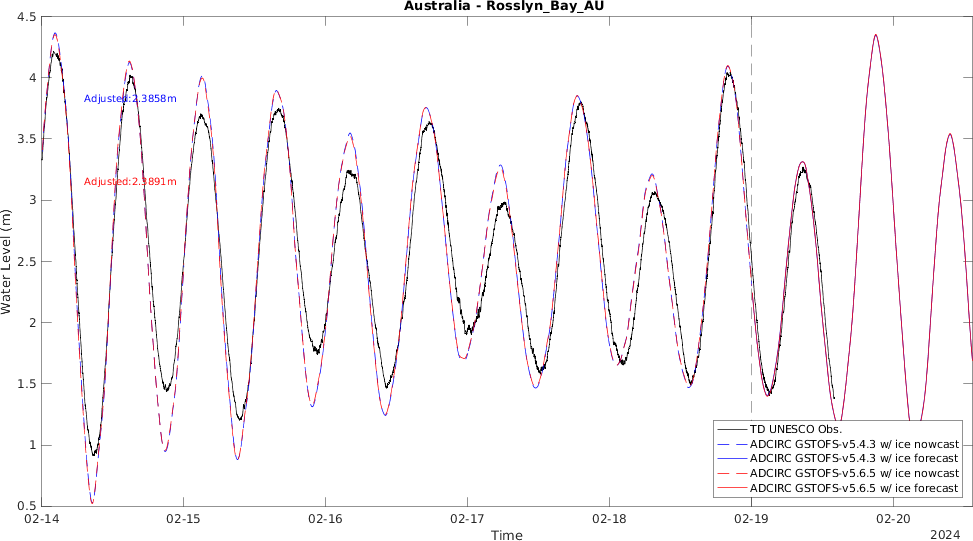 Australia - Rosslyn_Bay_AU
4.5
4
3.5
3
2.5
2
1.5
1
0.5
Water Level (m)
Adjusted:2.3858m
Adjusted:2.3891m
TD UNESCO Obs.
ADCIRC GSTOFS-v5.4.3 w/ ice nowcast
ADCIRC GSTOFS-v5.4.3 w/ ice forecast
ADCIRC GSTOFS-v5.6.5 w/ ice nowcast
ADCIRC GSTOFS-v5.6.5 w/ ice forecast
02-14 02-15 02-16 02-17 02-18 02-19 02-20
Time
2024